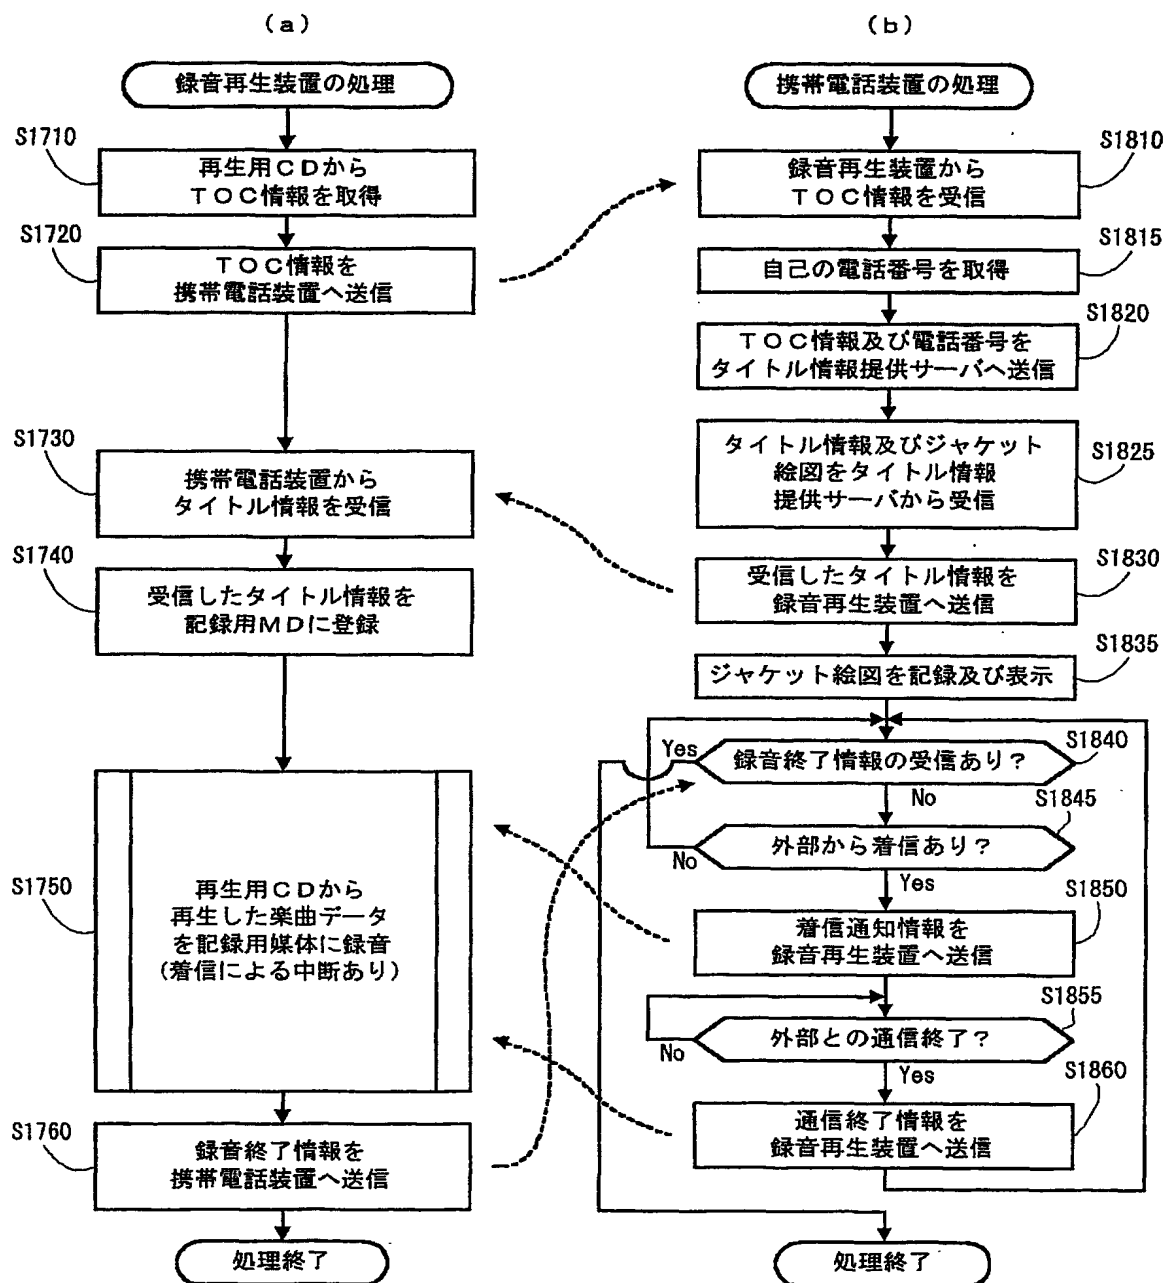 (a)
録音再生装置の処理
S1710
再生用CDから
TOC情報を取得
S1720
TOC情報を
携帯電話装置へ送信
S1730
携帯電話装置から
タイトル情報を受信
S1740
受信したタイトル情報を
記録用MDに登録
S1750
再生用CDから
再生した楽曲データ
を記録用媒体に録音
(着信による中断あり)
S1760
録音終了情報を
携帯電話装置へ送信
処理終了
(b)
携帯電話装置の処理
S1810
録音再生装置から
TOC情報を受信
S1815
自己の電話番号を取得
S1820
TOC情報及び電話番号を
タイトル情報提供サーバへ送信
S1825
タイトル情報及びジャケット
絵図をタイトル情報
提供サーバから受信
S1830
受信したタイトル情報を
録音再生装置へ送信
S1835
ジャケット絵図を記録及び表示
S1840
Yes
録音終了情報の受信あり?
No
S1845
外部から着信あり?
No
Yes
S1850
着信通知情報を
録音再生装置へ送信
S1855
外部との通信終了?
No
Yes
S1860
通信終了情報を
録音再生装置へ送信
処理終了